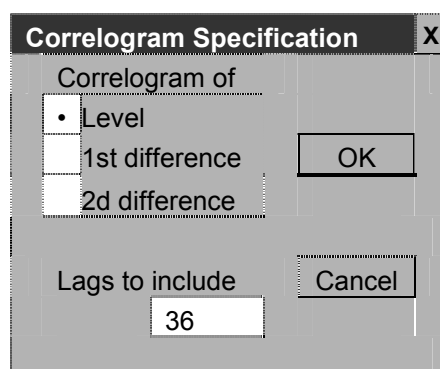 Correlogram Specification X
Correlogram of
• Level
1st difference OK
2d difference
Lags to include Cancel
36